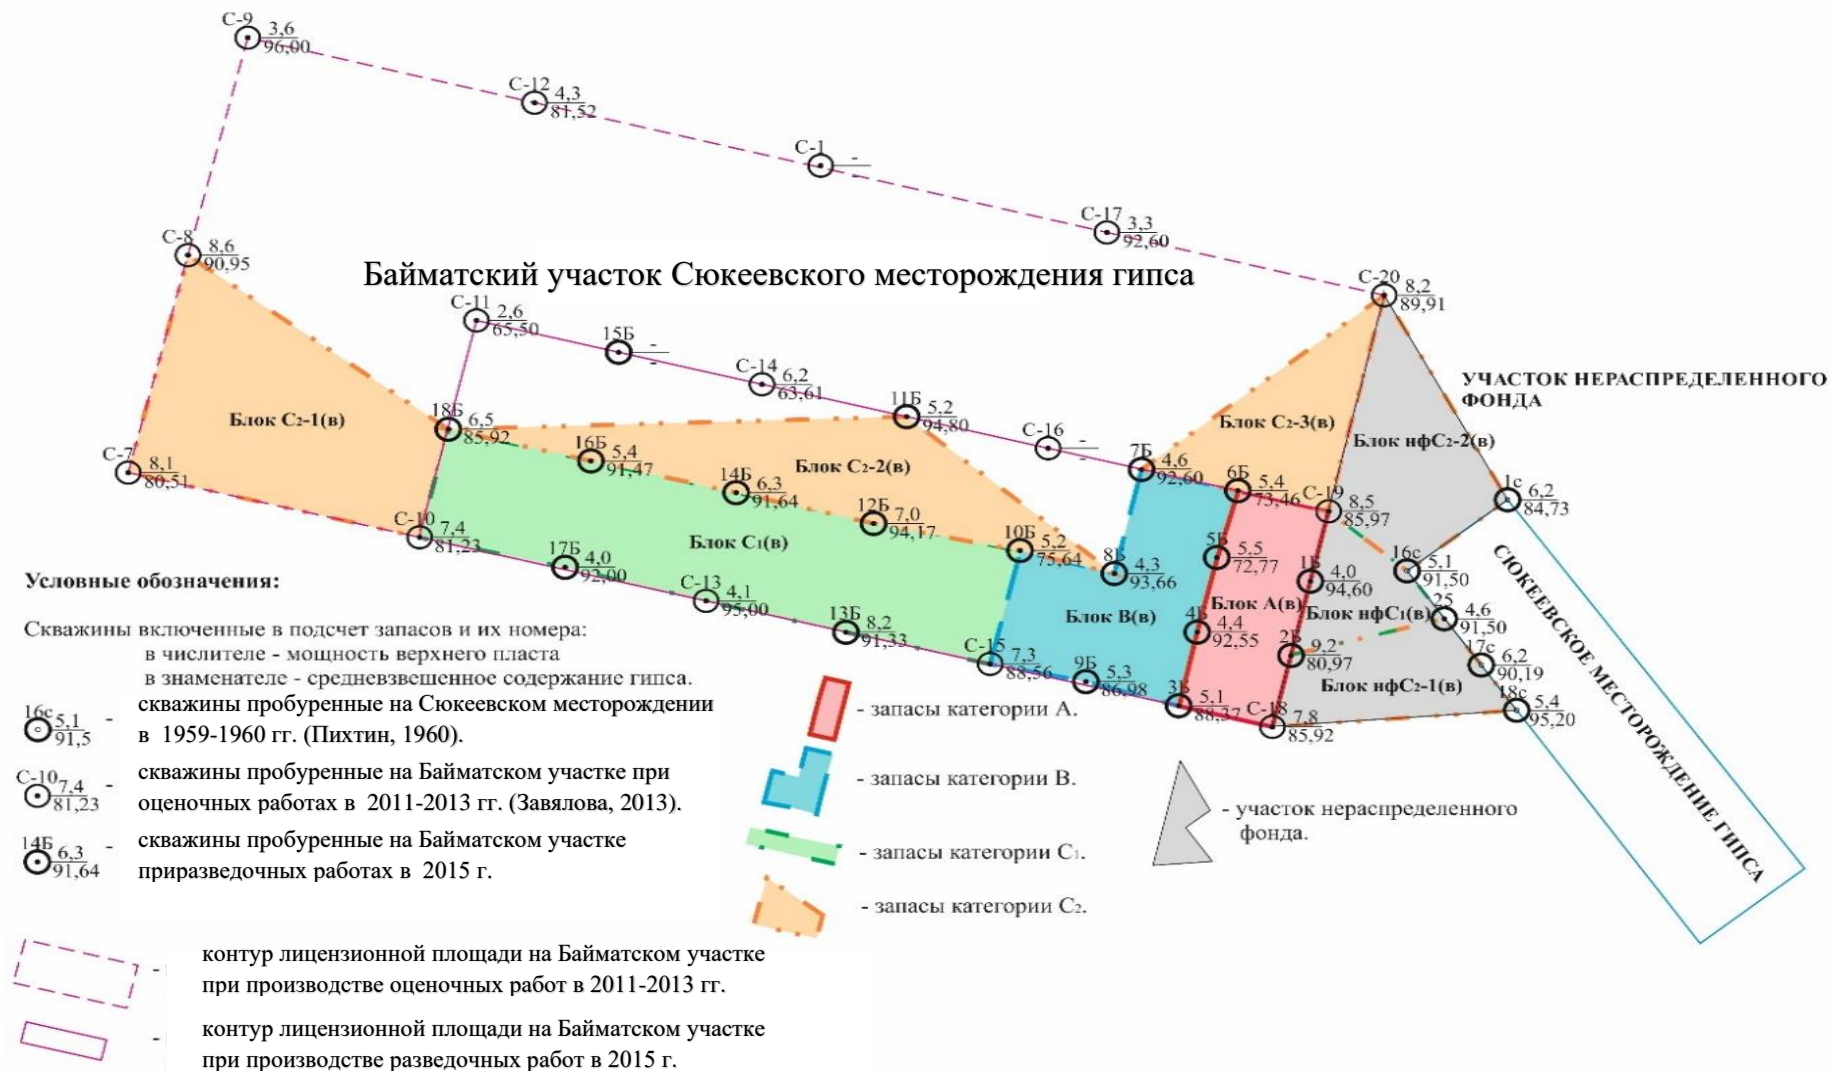 С-9 3,6
96,00
С-12 4,3
81,52
С-1 -
-
С-17 3,3
92,60
С-8 8,6
90,95
Байматский участок Сюкеевского месторождения гипса
С-20 8,2
89,91
С-11 2,6
65,50
15Б -
-
С-14 6,2
63,61
11Б 5,2
94,80
С-16 -
-
УЧАСТОК НЕРАСПРЕДЕЛЕННОГО
ФОНДА
Блок С₂-1(в)
Блок С₂-2(в)
Блок С₂-3(в)
Блок нфС₂-2(в)
18Б 6,5
85,92
16Б 5,4
91,47
14Б 6,3
91,64
12Б 7,0
94,17
7Б 4,6
92,60
6Б 5,4
73,46
С-19 8,5
85,97
1с 6,2
84,73
С-7 8,1
80,51
С-10 7,4
81,23
17Б 4,0
92,00
Блок С₁(в)
10Б 5,2
75,64
8Б 4,3
93,66
5Б 5,5
72,77
1Б 4,0
94,60
16с 5,1
91,50
25 4,6
91,50
С-13 4,1
95,00
13Б 8,2
91,33
Блок В(в)
Блок А(в)
Блок нфС₁(в)
4Б 4,4
92,55
2Б 9,2
80,97
17с 6,2
90,19
С-15 7,3
88,56
9Б 5,3
86,98
3Б 5,1
88,37
С-18 7,8
85,92
Блок нфС₂-1(в)
18с 5,4
95,20
СЮКЕЕВСКОЕ МЕСТОРОЖДЕНИЕ ГИПСА
Условные обозначения:
Скважины включенные в подсчет запасов и их номера:
в числителе - мощность верхнего пласта
в знаменателе - средневзвешенное содержание гипса.
16с 5,1
91,5
- скважины пробуренные на Сюкеевском месторождении
в 1959-1960 гг. (Пихтин, 1960).
С-10 7,4
81,23
- скважины пробуренные на Байматском участке при
оценочных работах в 2011-2013 гг. (Завялова, 2013).
14Б 6,3
91,64
- скважины пробуренные на Байматском участке
приразведочных работах в 2015 г.
- контур лицензионной площади на Байматском участке
при производстве оценочных работ в 2011-2013 гг.
- контур лицензионной площади на Байматском участке
при производстве разведочных работ в 2015 г.
- запасы категории А.
- запасы категории В.
- запасы категории С₁.
- запасы категории С₂.
- участок нераспределенного
фонда.